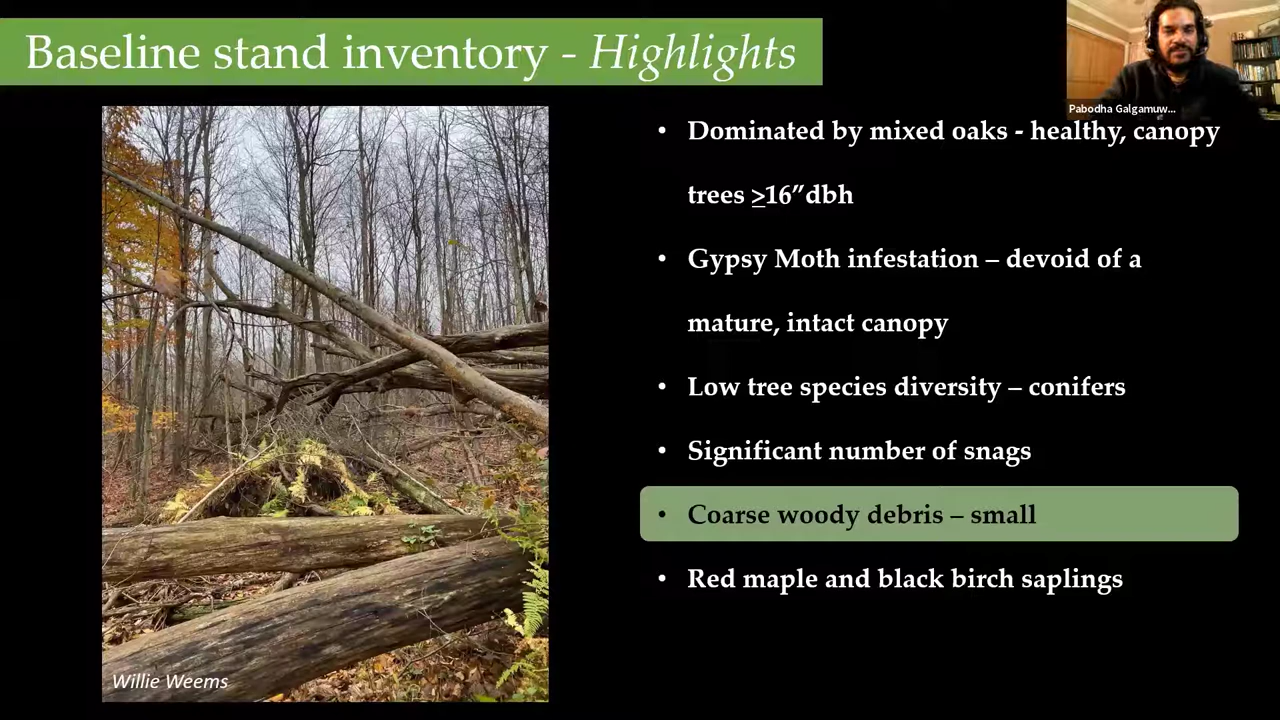 Baseline stand inventory - Highlights
Pabodha Galgamuw...
• Dominated by mixed oaks - healthy, canopy
trees ≥16”dbh
• Gypsy Moth infestation – devoid of a
mature, intact canopy
• Low tree species diversity – conifers
• Significant number of snags
• Coarse woody debris – small
• Red maple and black birch saplings
Willie Weems